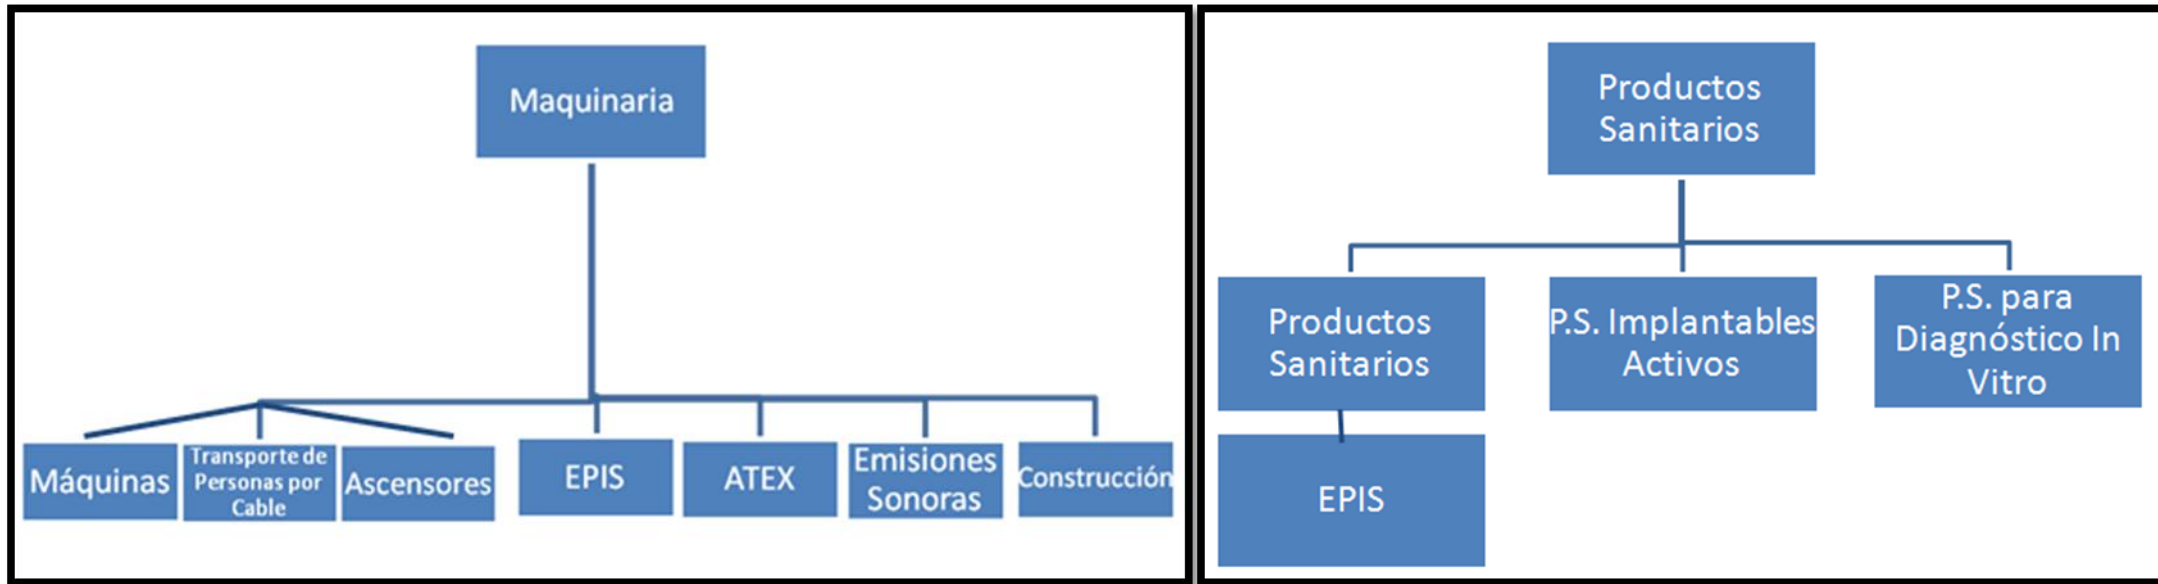 Maquinaria
Máquinas
Transporte de
Personas por
Cable
Ascensores
EPIS
ATEX
Emisiones
Sonoras
Construcción
Productos
Sanitarios
Productos
Sanitarios
P.S. Implantables
Activos
P.S. para
Diagnóstico In
Vitro
EPIS